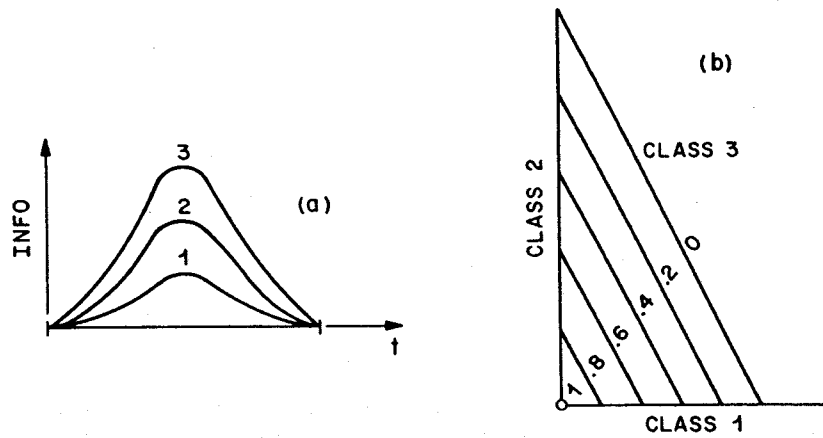 (a)
INFO
3
2
1
t
(b)
CLASS 2
CLASS 3
0
.2
.4
.6
.8
1
CLASS 1